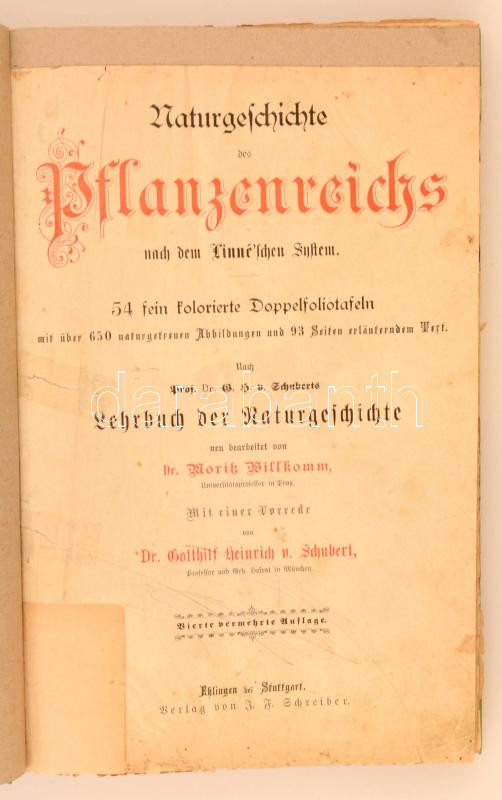 Naturgeschichte
des
Pflanzenreichs
nach dem Linné'schen System.
54 fein kolorierte Doppelfoliotafeln
mit über 650 naturgetreuen Abbildungen und 93 Seiten erläuterndem Text.
Nach
Prof. Dr. G. H. v. Schuberts
Lehrbuch der Naturgeschichte
neu bearbeitet von
Dr. Moritz Willkomm,
Universitätsprofessor in Prag.
Mit einer Vorrede
von
Dr. Gotthilf Heinrich v. Schubert,
Professor und Geh. Hofrat in München.
Vierte vermehrte Auflage.
Eßlingen bei Stuttgart.
Verlag von J. F. Schreiber.
darabanth